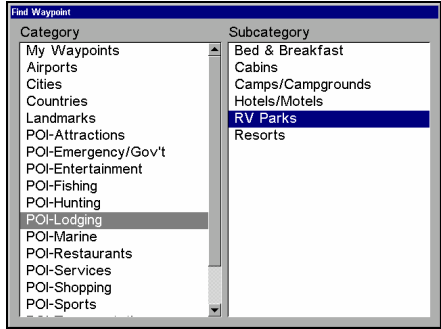 Find Waypoint
Category
My Waypoints
Airports
Cities
Countries
Landmarks
POI-Attractions
POI-Emergency/Gov't
POI-Entertainment
POI-Fishing
POI-Hunting
POI-Lodging
POI-Marine
POI-Restaurants
POI-Services
POI-Shopping
POI-Sports
Subcategory
Bed & Breakfast
Cabins
Camps/Campgrounds
Hotels/Motels
RV Parks
Resorts